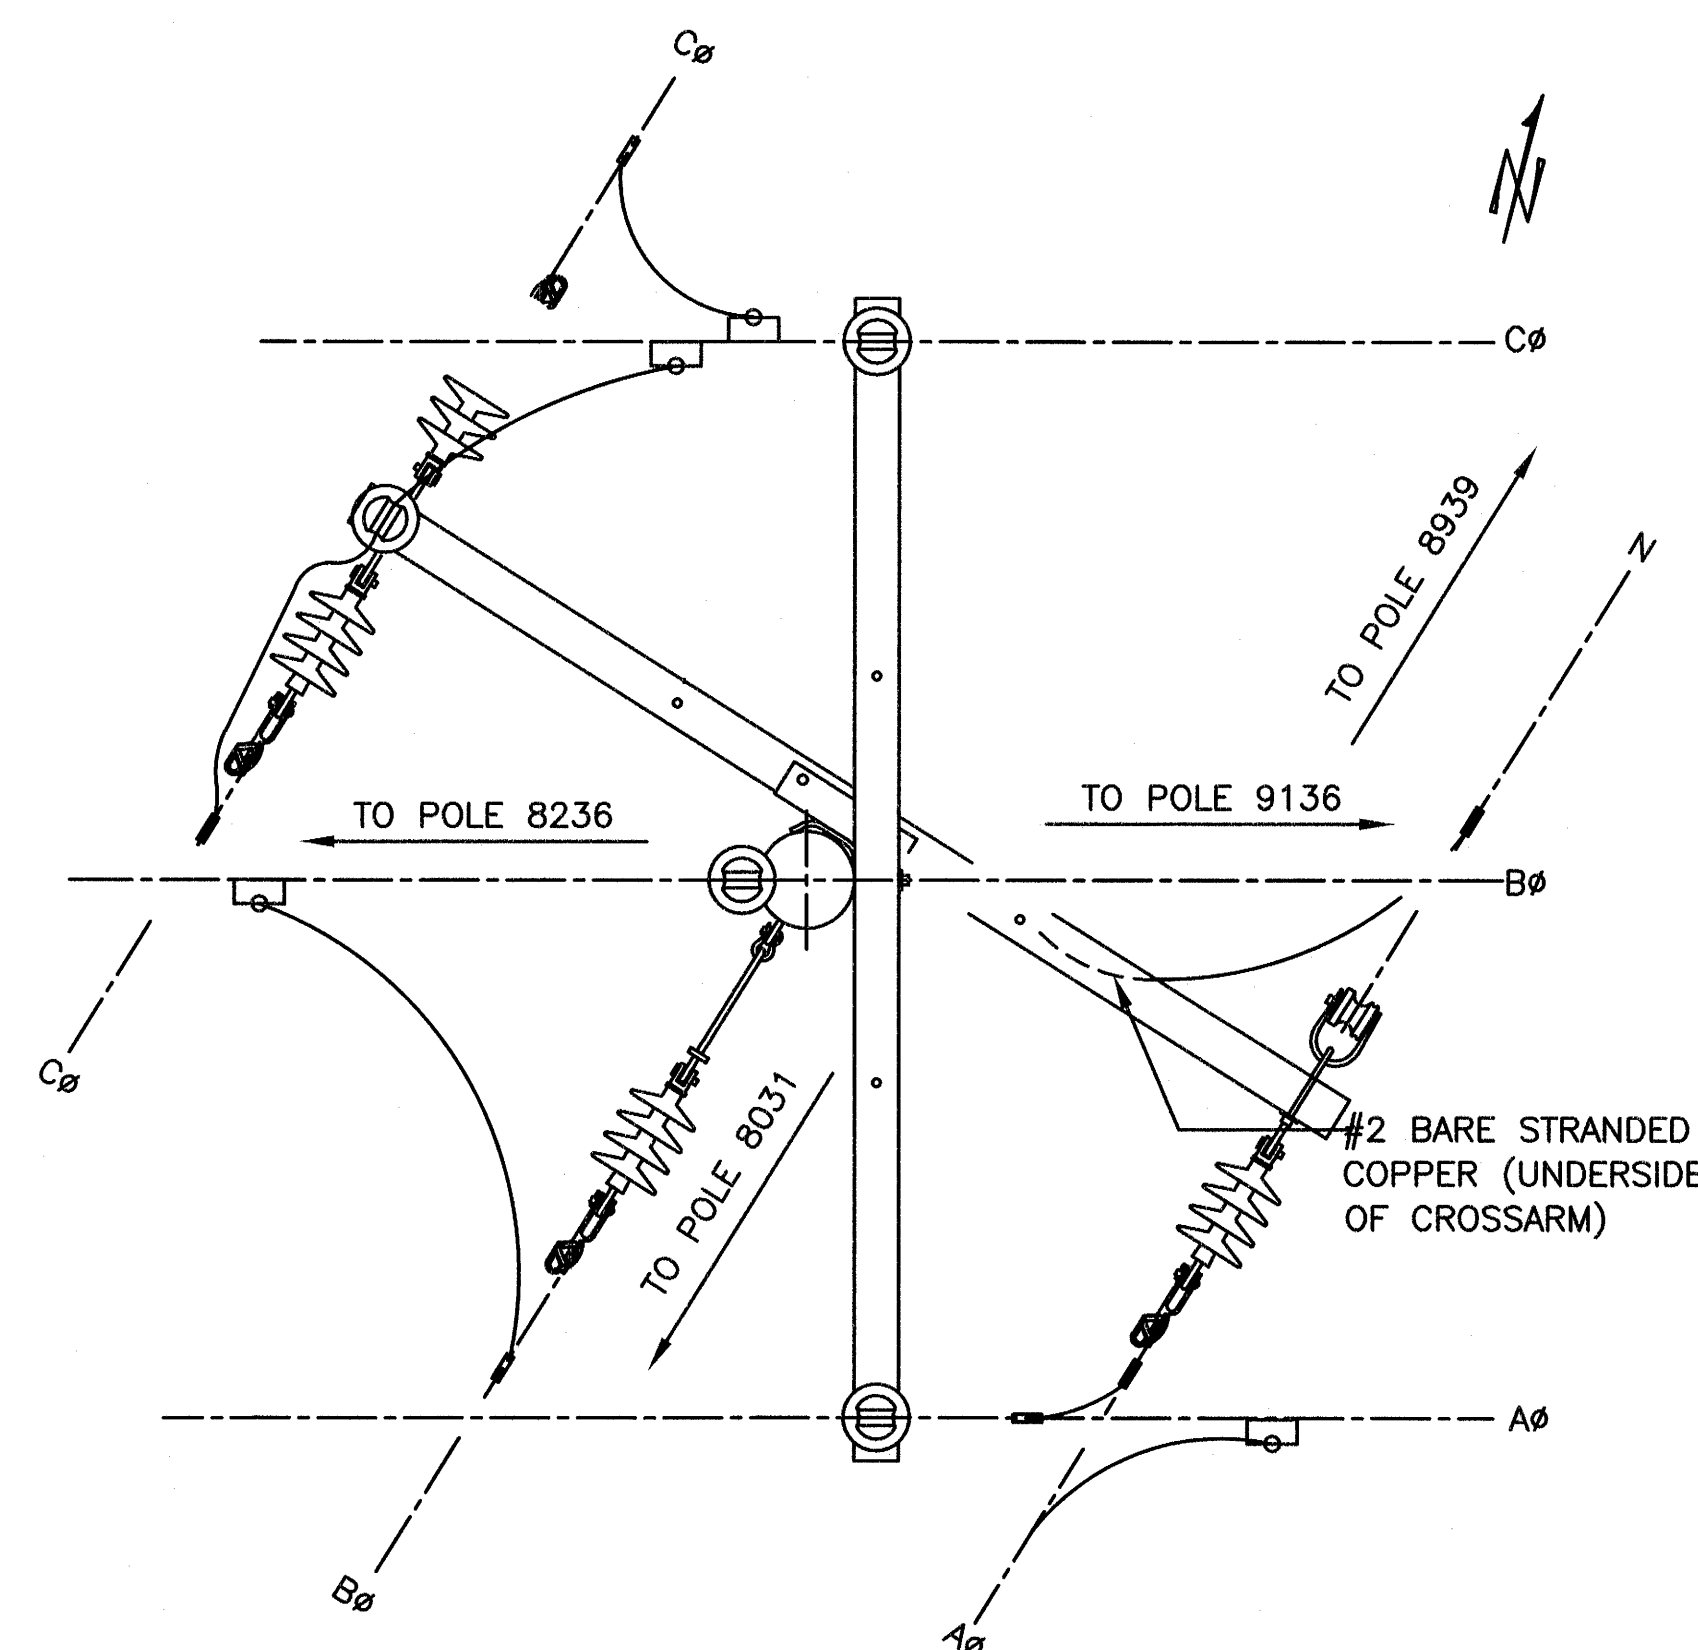 CØ
N
CØ
TO POLE 8939
N
TO POLE 9136
TO POLE 8236
BØ
CØ
TO POLE 8031
#2 BARE STRANDED
COPPER (UNDERSIDE
OF CROSSARM)
AØ
BØ
AØ